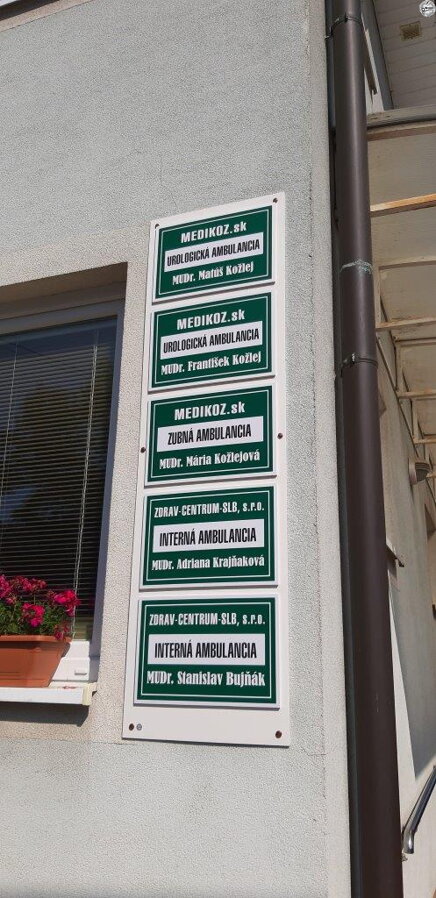 MEDIKOZ.sk
UROLOGICKÁ AMBULANCIA
MUDr. Matúš Kožlej
MEDIKOZ.sk
UROLOGICKÁ AMBULANCIA
MUDr. František Kožlej
MEDIKOZ.sk
ZUBNÁ AMBULANCIA
MUDr. Mária Kožlejová
ZDRAV-CENTRUM-SLB, s.r.o.
INTERNÁ AMBULANCIA
MUDr. Adriana Krajňaková
ZDRAV-CENTRUM-SLB, s.r.o.
INTERNÁ AMBULANCIA
MUDr. Stanislav Bujňák